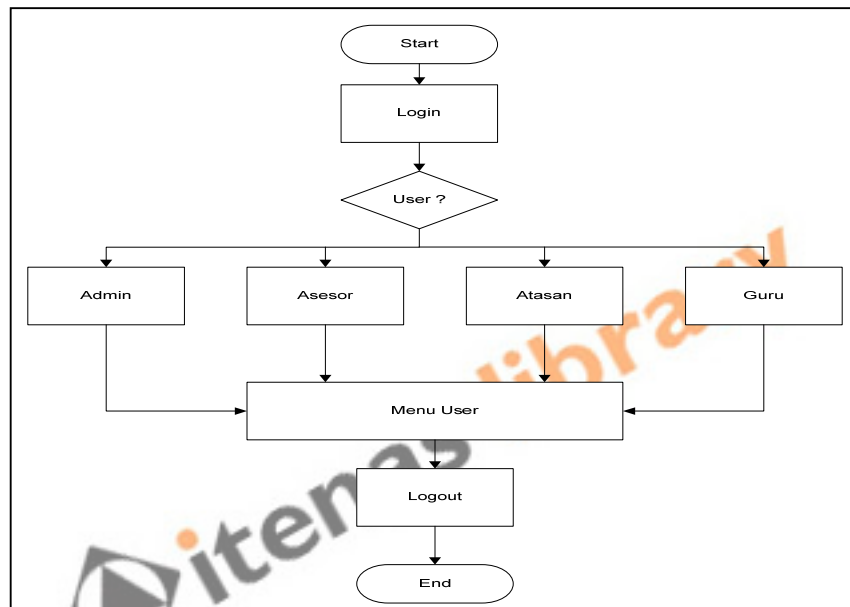 Start
Login
User ?
Admin
Asesor
Atasan
Guru
Menu User
Logout
End
itenas library